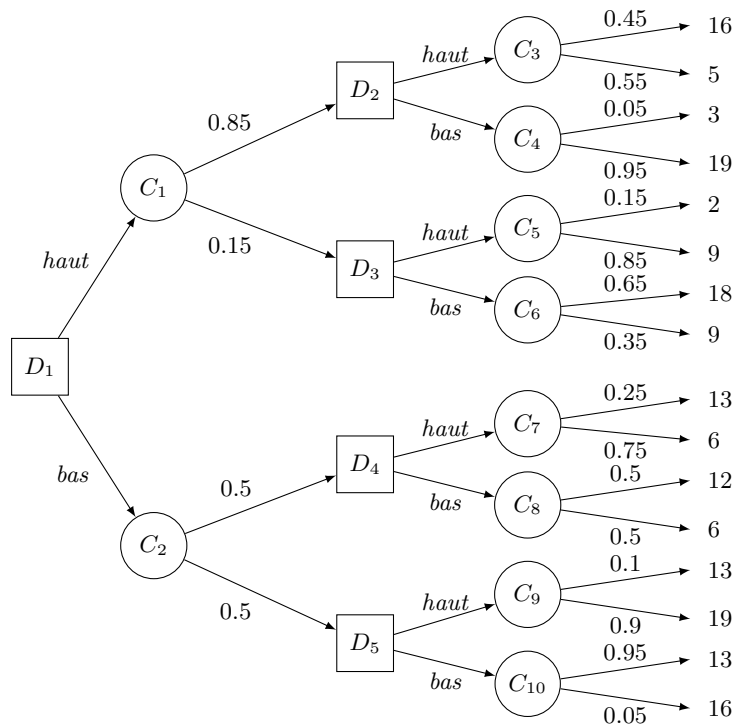 0.45 16
haut C3
0.55 5
D2
0.05 3
bas C4
0.85
0.95 19
C1
0.15 2
haut C5
0.15
0.85 9
haut
D3
0.65 18
bas C6
0.35 9
D1
0.25 13
haut C7
0.75 6
bas
D4
0.5
0.5 12
bas C8
0.5 6
C2
0.1 13
haut C9
0.5
0.9 19
D5
0.95 13
bas C10
0.05 16